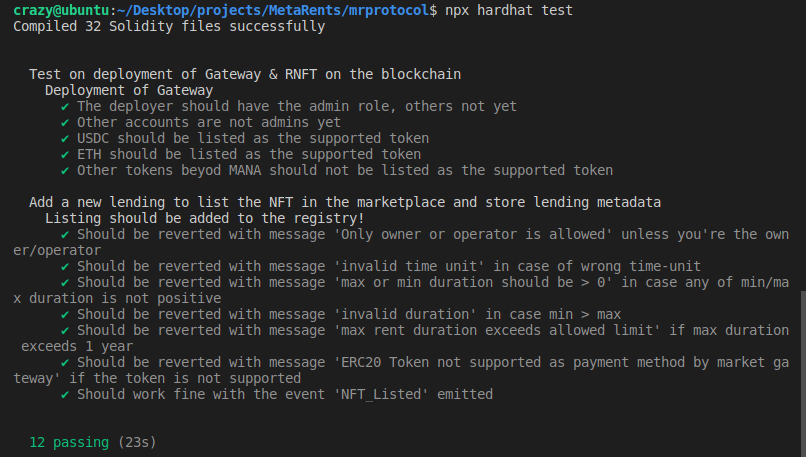 crazy@ubuntu:~/Desktop/projects/MetaRents/mrprotocol$ npx hardhat test
Compiled 32 Solidity files successfully
Test on deployment of Gateway & RNFT on the blockchain
Deployment of Gateway
✔ The deployer should have the admin role, others not yet
✔ Other accounts are not admins yet
✔ USDC should be listed as the supported token
✔ ETH should be listed as the supported token
✔ Other tokens beyod MANA should not be listed as the supported token
Add a new lending to list the NFT in the marketplace and store lending metadata
Listing should be added to the registry!
✔ Should be reverted with message 'Only owner or operator is allowed' unless you're the own
er/operator
✔ Should be reverted with message 'invalid time unit' in case of wrong time-unit
✔ Should be reverted with message 'max or min duration should be > 0' in case any of min/ma
x duration is not positive
✔ Should be reverted with message 'invalid duration' in case min > max
✔ Should be reverted with message 'max rent duration exceeds allowed limit' if max duration
exceeds 1 year
✔ Should be reverted with message 'ERC20 Token not supported as payment method by market ga
teway' if the token is not supported
✔ Should work fine with the event 'NFT_Listed' emitted
12 passing (23s)